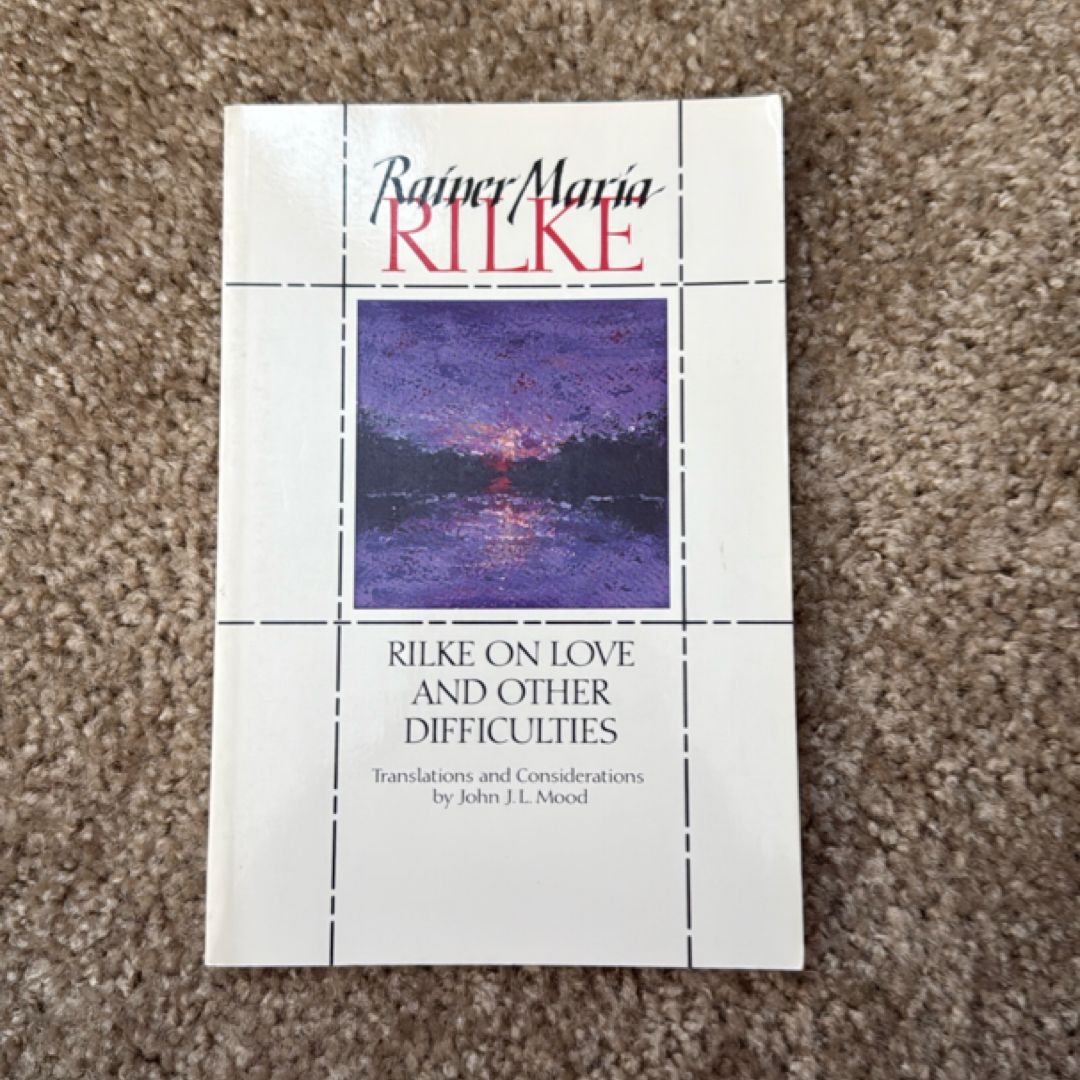 Rainer Maria
RILKE
RILKE ON LOVE
AND OTHER
DIFFICULTIES
Translations and Considerations
by John J. L. Mood